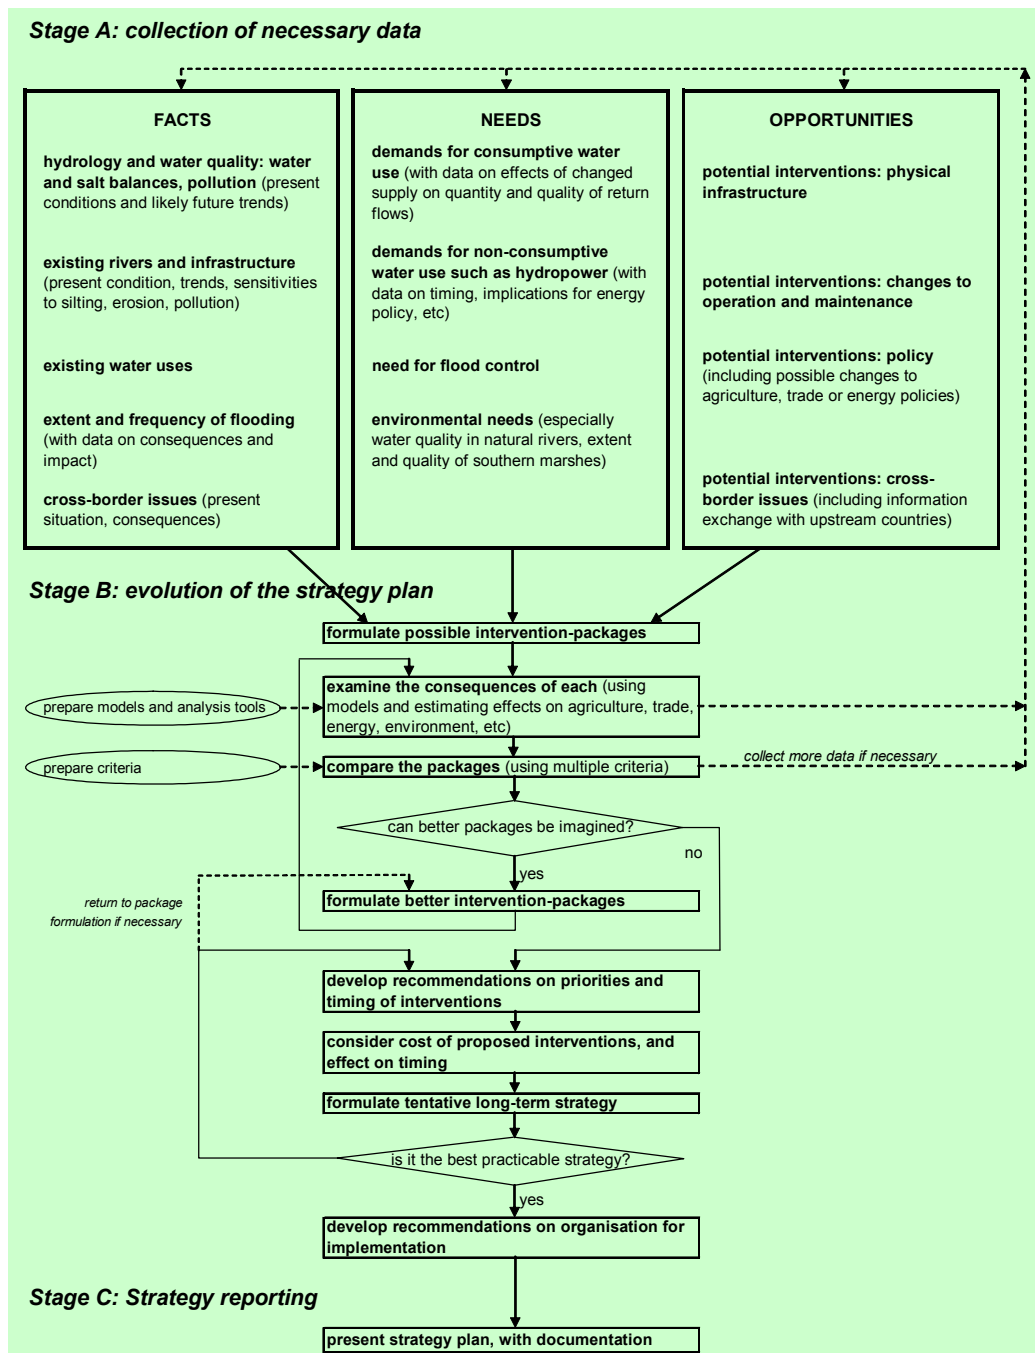 Stage A: collection of necessary data
FACTS
hydrology and water quality: water
and salt balances, pollution (present
conditions and likely future trends)
existing rivers and infrastructure
(present condition, trends, sensitivities
to silting, erosion, pollution)
existing water uses
extent and frequency of flooding
(with data on consequences and
impact)
cross-border issues (present
situation, consequences)
NEEDS
demands for consumptive water
use (with data on effects of changed
supply on quantity and quality of return
flows)
demands for non-consumptive
water use such as hydropower (with
data on timing, implications for energy
policy, etc)
need for flood control
environmental needs (especially
water quality in natural rivers, extent
and quality of southern marshes)
OPPORTUNITIES
potential interventions: physical
infrastructure
potential interventions: changes to
operation and maintenance
potential interventions: policy
(including possible changes to
agriculture, trade or energy policies)
potential interventions: cross-
border issues (including information
exchange with upstream countries)
Stage B: evolution of the strategy plan
formulate possible intervention-packages
prepare models and analysis tools
examine the consequences of each (using
models and estimating effects on agriculture, trade,
energy, environment, etc)
prepare criteria
compare the packages (using multiple criteria)
collect more data if necessary
can better packages be imagined?
no
yes
return to package
formulation if necessary
formulate better intervention-packages
develop recommendations on priorities and
timing of interventions
consider cost of proposed interventions, and
effect on timing
formulate tentative long-term strategy
is it the best practicable strategy?
yes
develop recommendations on organisation for
implementation
Stage C: Strategy reporting
present strategy plan, with documentation